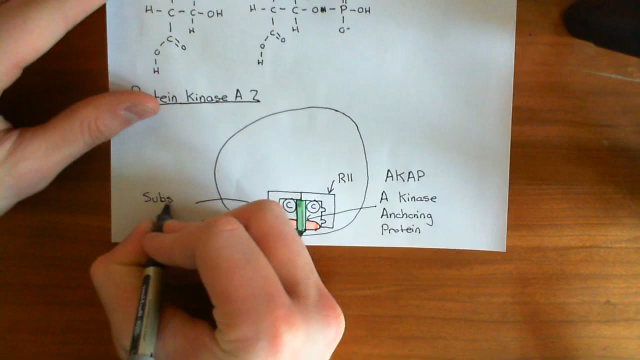 H-C-C-OH H-C-C-O-P-OH
H H O-
C O C O
O O
H H
Protein Kinase A 2
RII
AKAP
A Kinase
Anchoring
Protein
C C
Subs